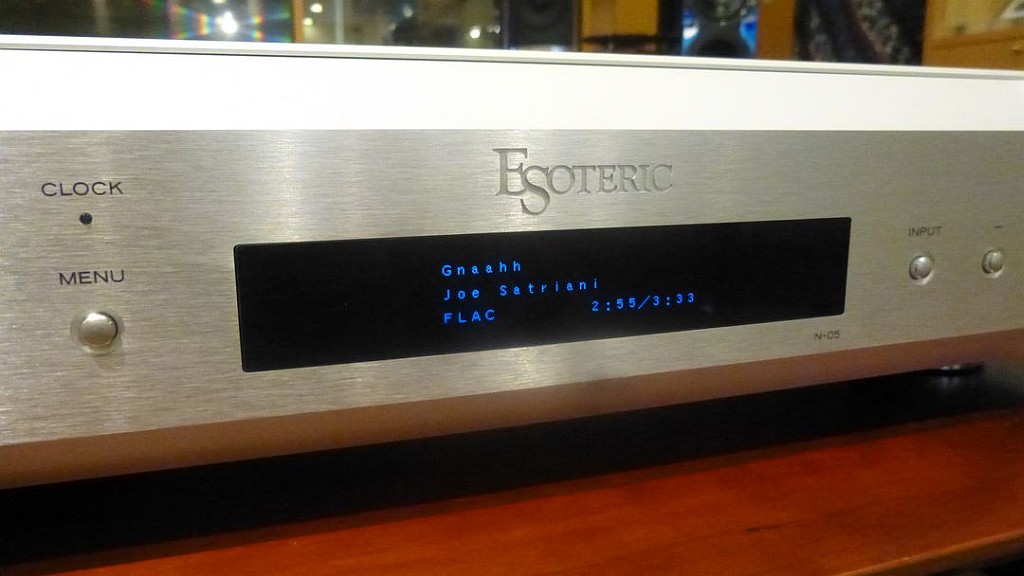 ESOTERIC
CLOCK
MENU
Gnaahh
Joe Satriani
FLAC 2:55/3:33
INPUT
–
N-05